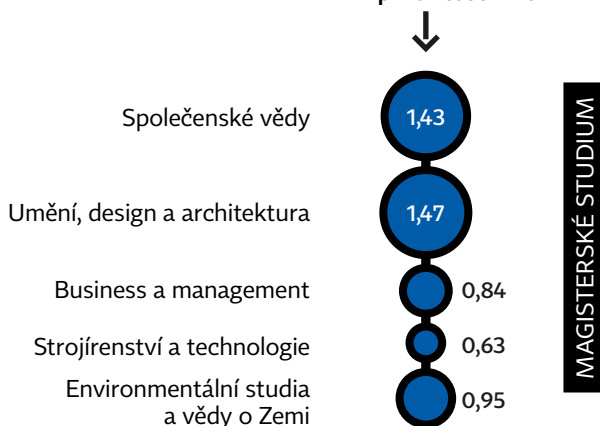 Společenské vědy
1,43
Umění, design a architektura
1,47
Business a management
0,84
Strojírenství a technologie
0,63
Environmentální studia
a vědy o Zemi
0,95
MAGISTERSKÉ STUDIUM